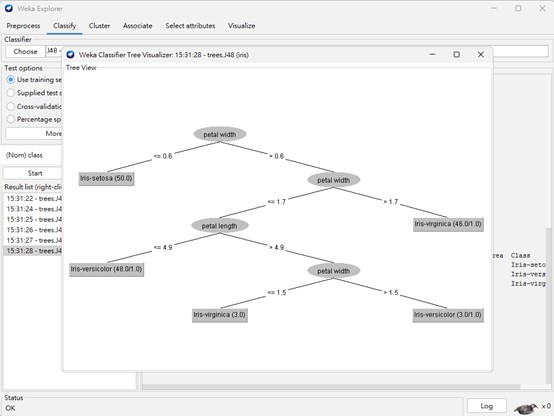 Weka Explorer
Preprocess Classify Cluster Associate Select attributes Visualize
Classifier
Choose J48 -
Weka Classifier Tree Visualizer: 15:31:28 - trees.J48 (iris)
Tree View
Test options
Use training se
Supplied test s
Cross-validatio
Percentage sp
More
(Nom) class
Start
Result list (right-cli
15:31:22 - trees.J4
15:31:24 - trees.J4
15:31:25 - trees.J4
15:31:26 - trees.J4
15:31:27 - trees.J4
15:31:28 - trees.J48
petal width
<= 0.6 > 0.6
Iris-setosa (50.0) petal width
<= 1.7 > 1.7
petal length Iris-virginica (46.0/1.0)
<= 4.9 > 4.9
Iris-versicolor (48.0/1.0) petal width
<= 1.5 > 1.5
Iris-virginica (3.0) Iris-versicolor (3.0/1.0)
rea Class
Iris-seto
Iris-vers
Iris-virg
Status
OK
Log x 0